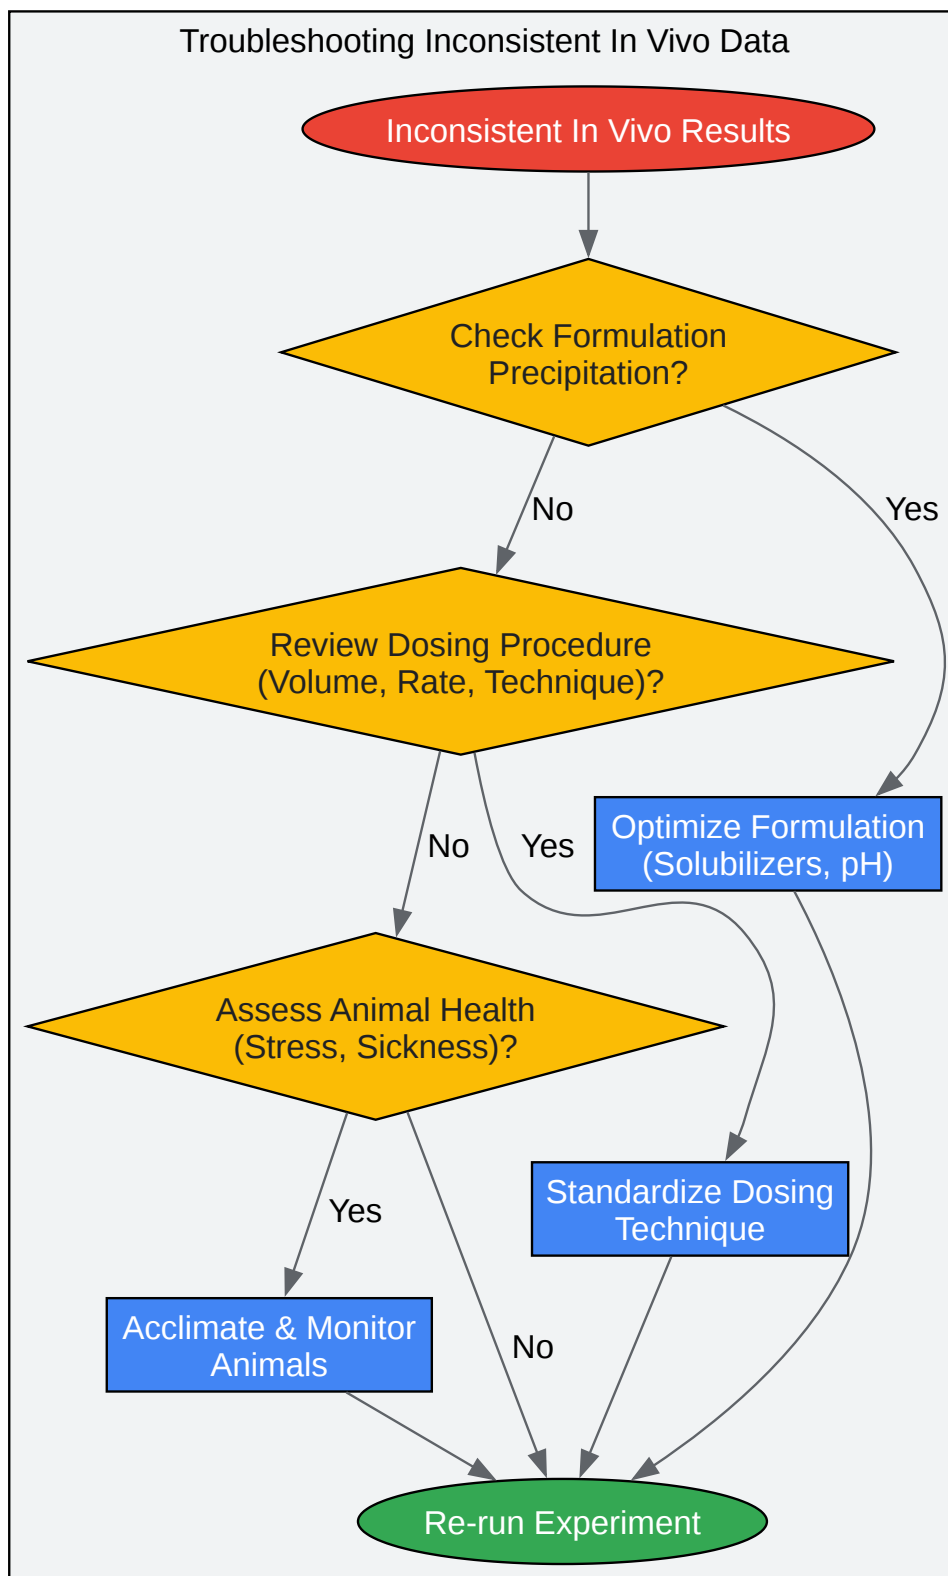 Troubleshooting Inconsistent In Vivo Data
Inconsistent In Vivo Results
Check Formulation
Precipitation?
No
Yes
Review Dosing Procedure
(Volume, Rate, Technique)?
No
Yes
Optimize Formulation
(Solubilizers, pH)
Assess Animal Health
(Stress, Sickness)?
Yes
Standardize Dosing
Technique
Acclimate & Monitor
Animals
No
Re-run Experiment